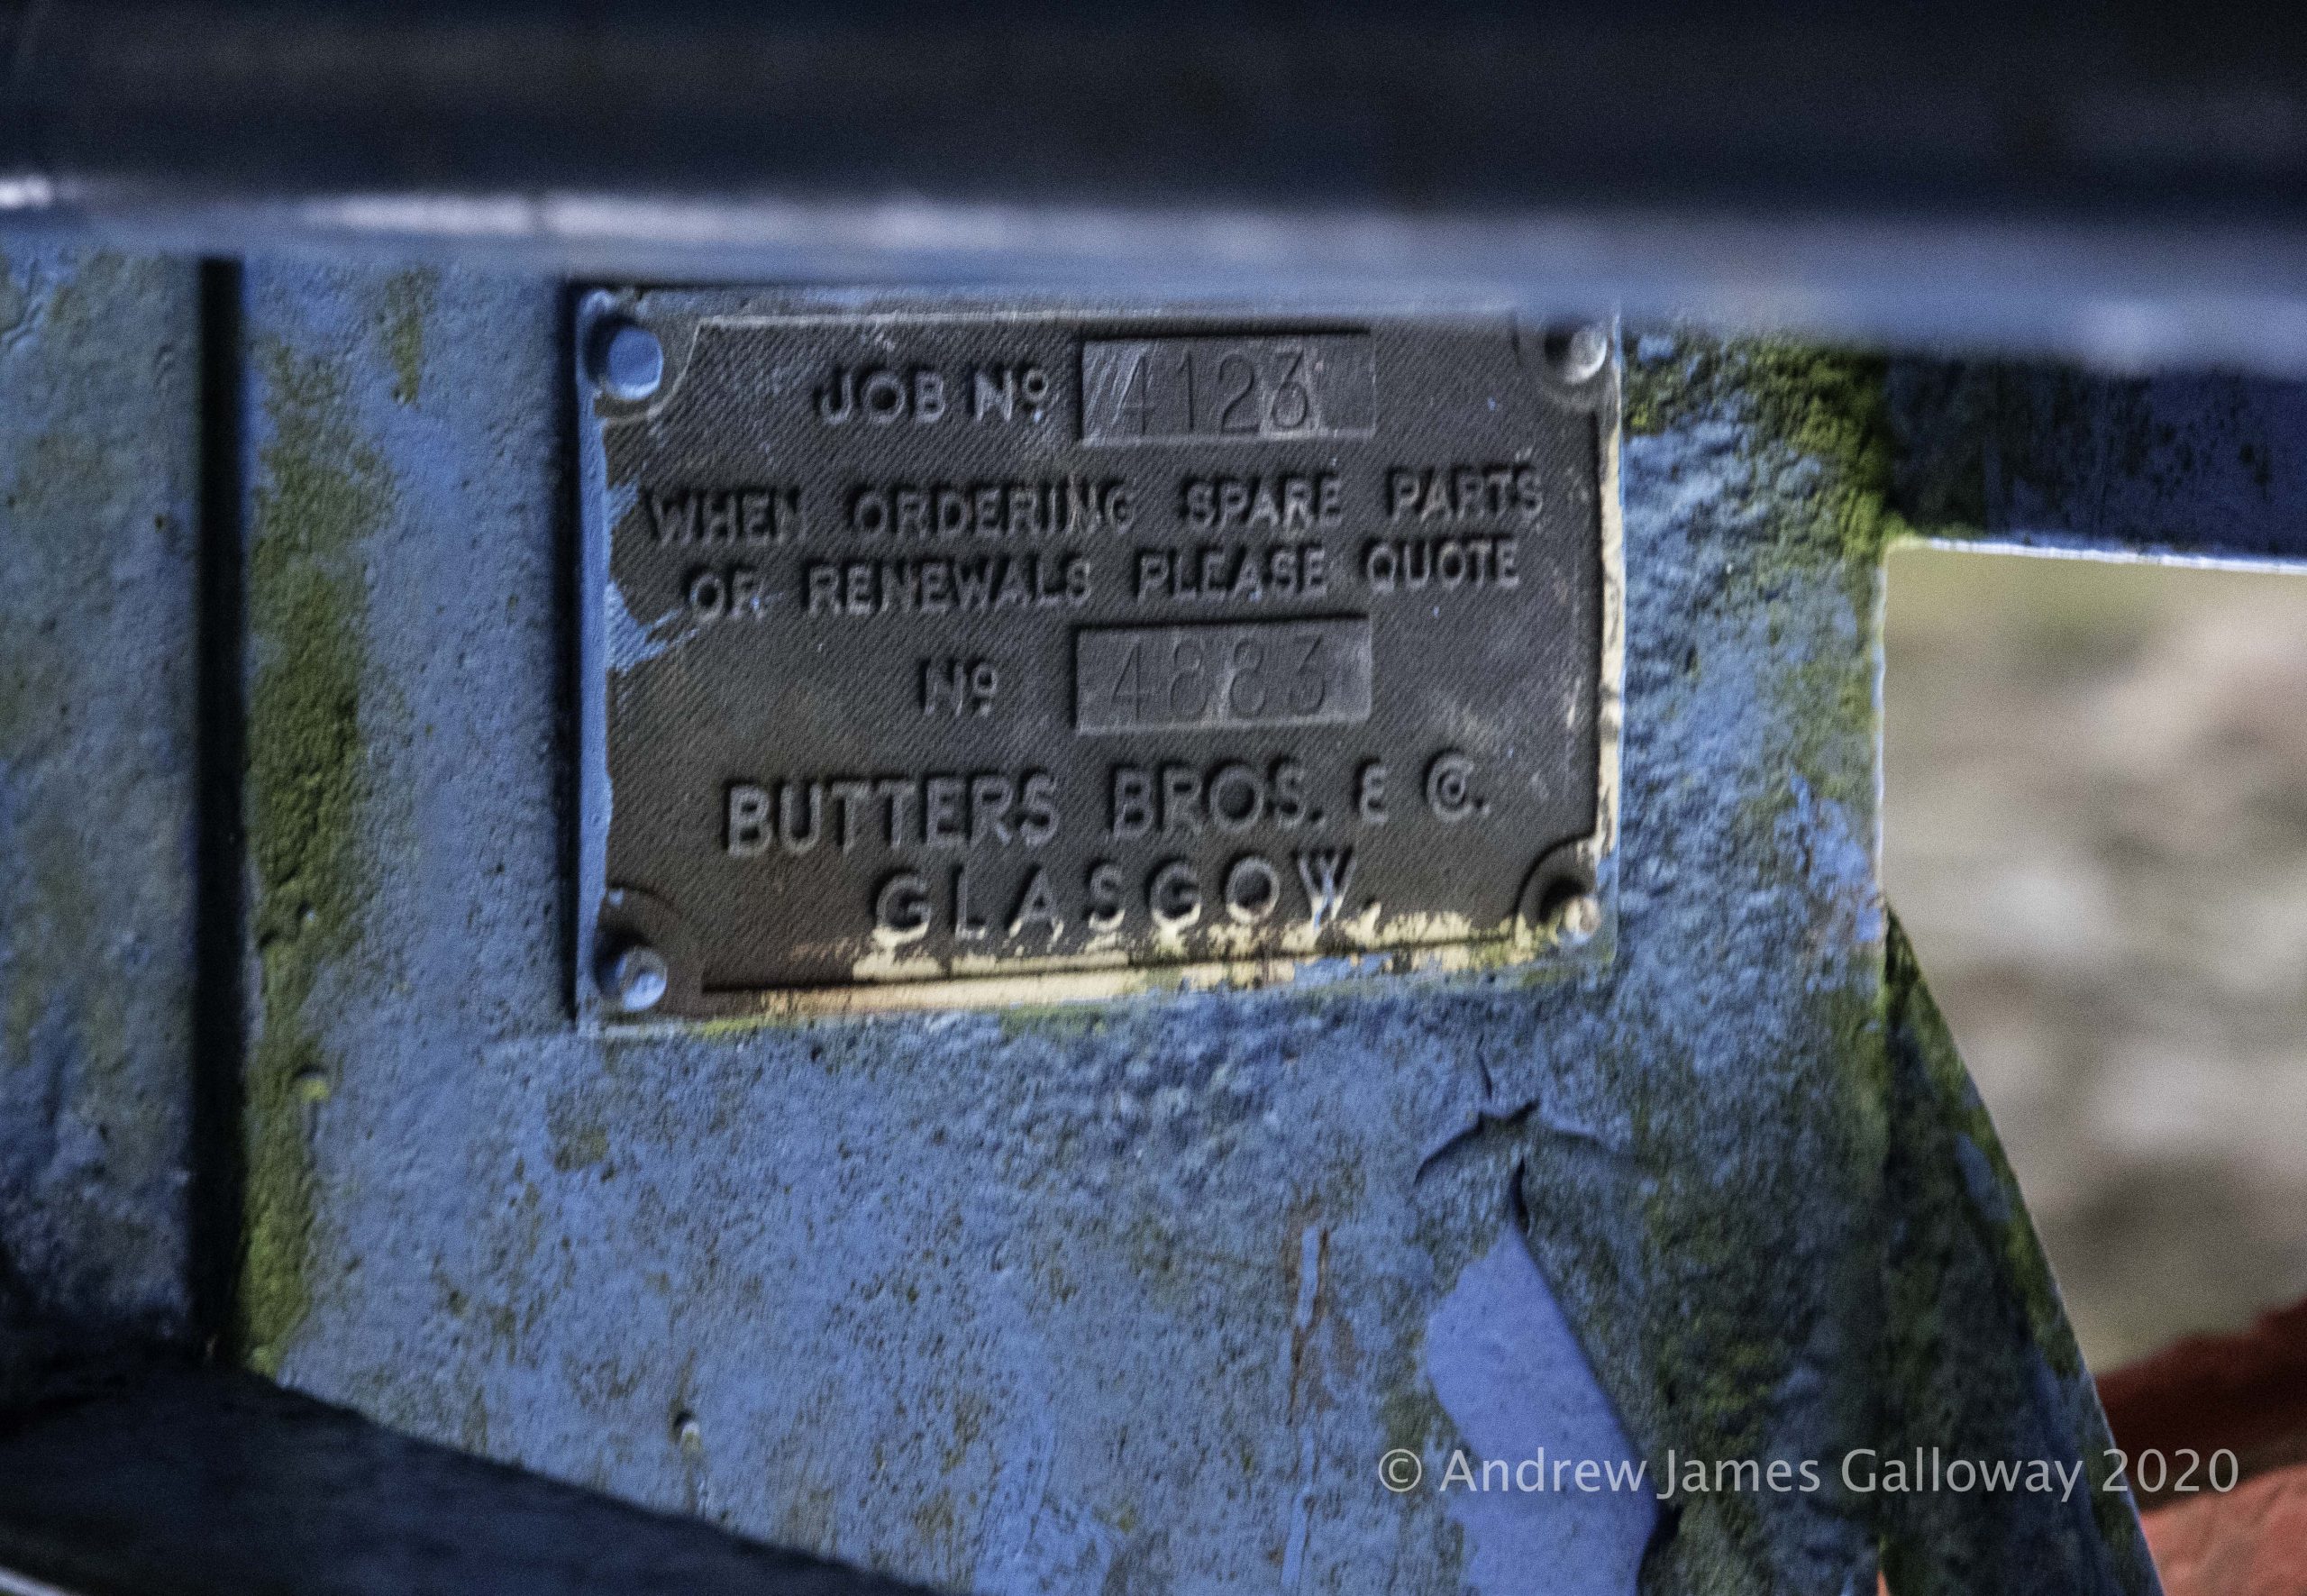 JOB Nº 4123
WHEN ORDERING SPARE PARTS
OR RENEWALS PLEASE QUOTE
Nº 4883
BUTTERS BROS. & Co.
GLASGOW.
© Andrew James Galloway 2020